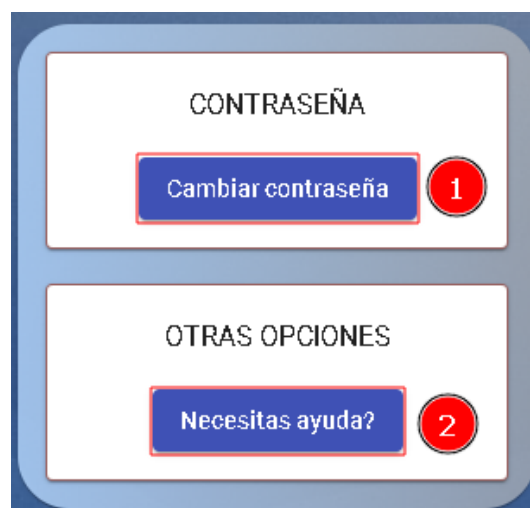 CONTRASEÑA
Cambiar contraseña
1
OTRAS OPCIONES
Necesitas ayuda?
2